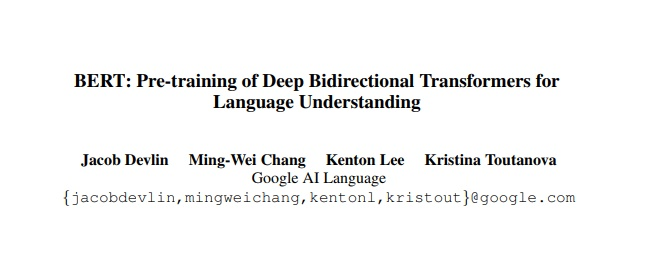 BERT: Pre-training of Deep Bidirectional Transformers for
Language Understanding
Jacob Devlin Ming-Wei Chang Kenton Lee Kristina Toutanova
Google AI Language
{jacobdevlin,mingweichang,kentonl,kristout}@google.com